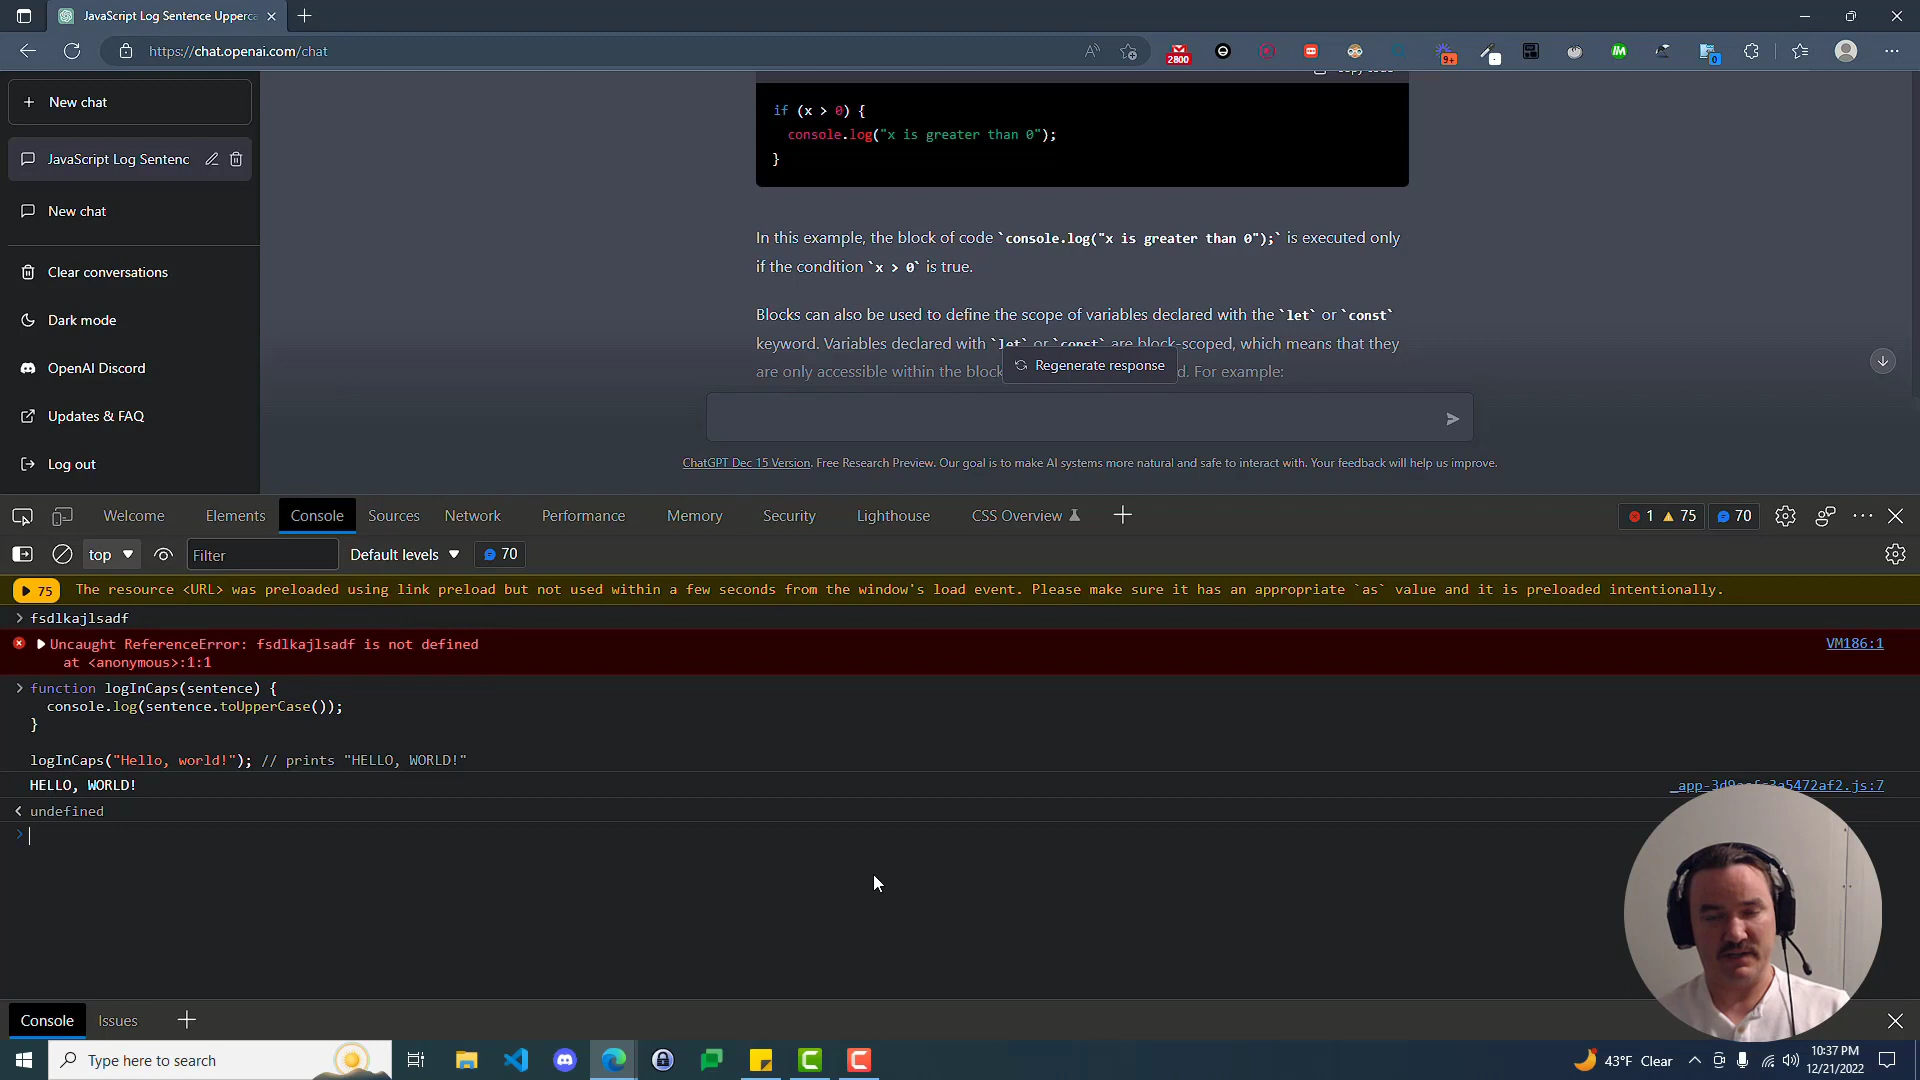 JavaScript Log Sentence Upperca
https://chat.openai.com/chat
2800
9+
0
New chat
JavaScript Log Sentenc
New chat
Clear conversations
Dark mode
OpenAI Discord
Updates & FAQ
Log out
if (x > 0) {
console.log("x is greater than 0");
}
In this example, the block of code `console.log("x is greater than 0");` is executed only
if the condition `x > 0` is true.
Blocks can also be used to define the scope of variables declared with the `let` or `const`
keyword. Variables declared with `let` or `const` are block-scoped, which means that they
are only accessible within the block d. For example:
Regenerate response
ChatGPT Dec 15 Version. Free Research Preview. Our goal is to make AI systems more natural and safe to interact with. Your feedback will help us improve.
Welcome Elements Console Sources Network Performance Memory Security Lighthouse CSS Overview 1 75 70
top Filter Default levels 70
75 The resource <URL> was preloaded using link preload but not used within a few seconds from the window's load event. Please make sure it has an appropriate `as` value and it is preloaded intentionally.
fsdlkajlsadf
Uncaught ReferenceError: fsdlkajlsadf is not defined VM186:1
at <anonymous>:1:1
function logInCaps(sentence) {
console.log(sentence.toUpperCase());
}
logInCaps("Hello, world!"); // prints "HELLO, WORLD!"
HELLO, WORLD!
undefined
Console Issues
Type here to search
43°F Clear
10:37 PM
12/21/2022